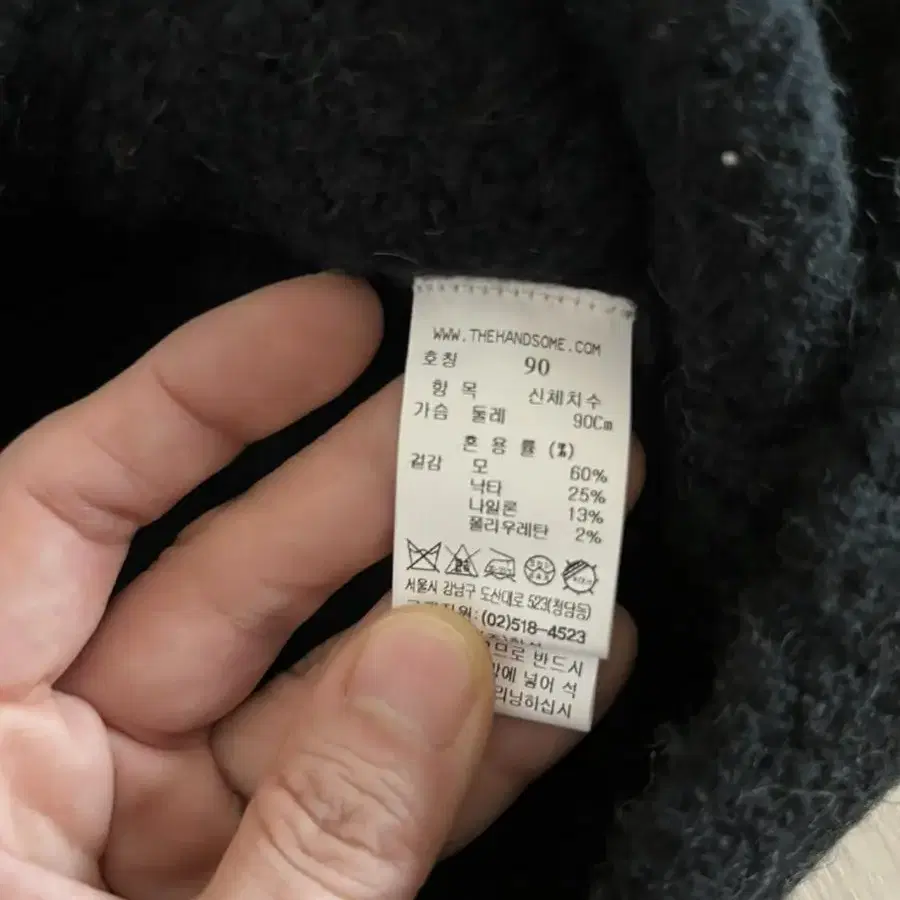 WWW.THEHANDSOME.COM
호칭 90
항 목 신체치수
가슴 둘레 90Cm
혼 용 률 (%)
겉감 모 60%
낙타 25%
나일론 13%
폴리우레탄 2%
서울시 강남구 도산대로 523(청담동)
:(02)518-4523
므로 반드시
넣어 석
닝하십시